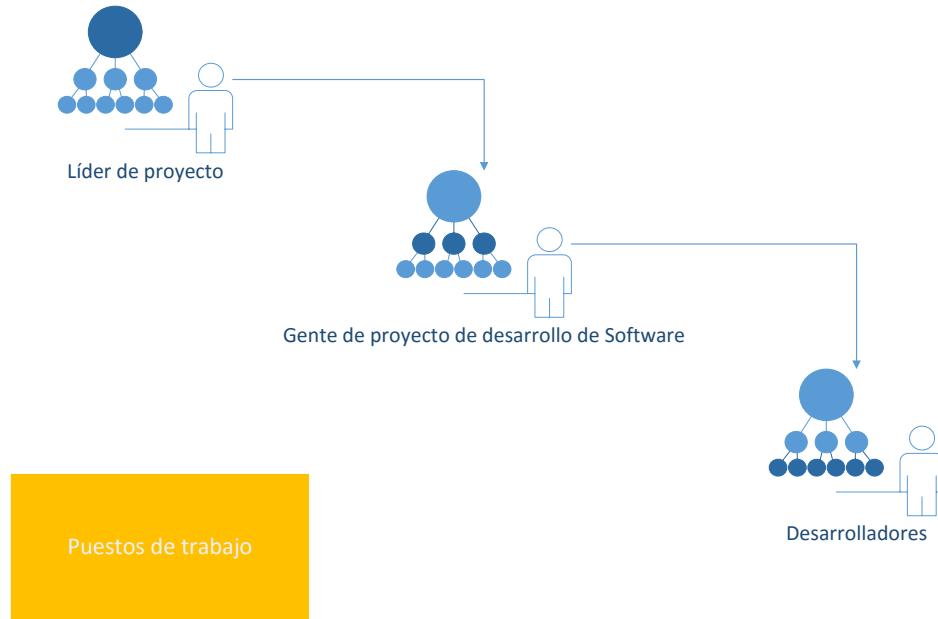 Líder de proyecto
Gente de proyecto de desarrollo de Software
Desarrolladores
Puestos de trabajo